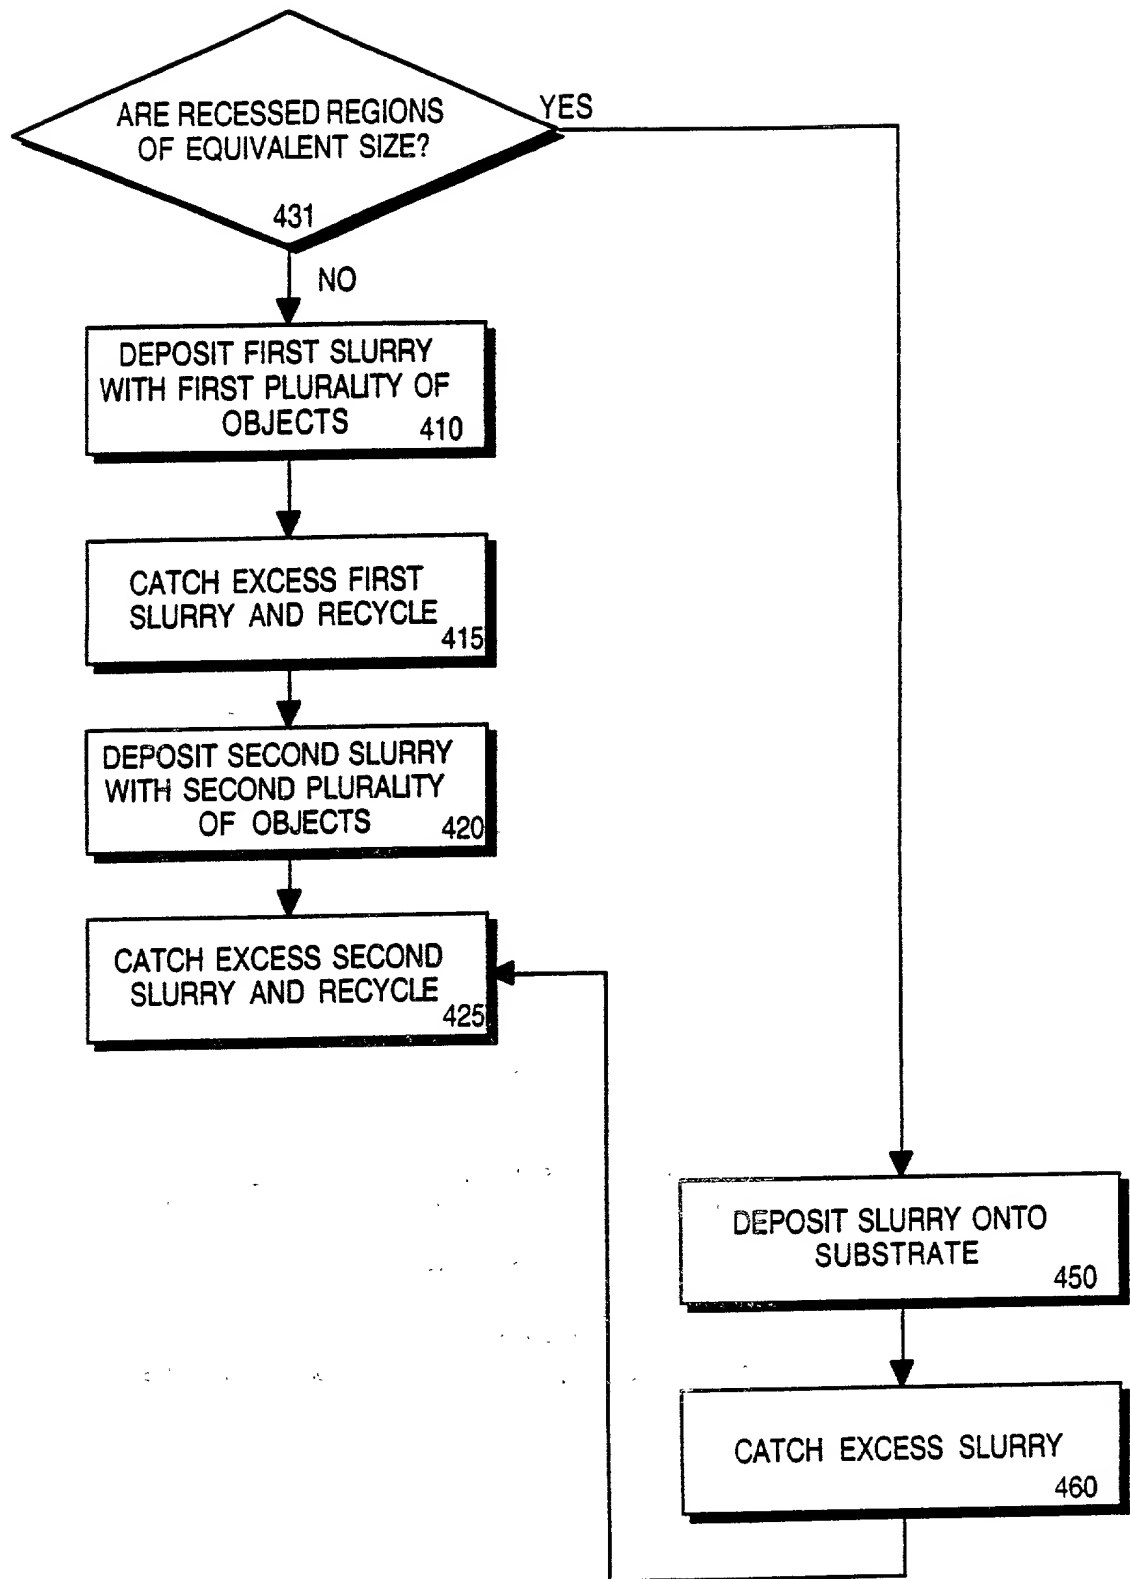 ARE RECESSED REGIONS
OF EQUIVALENT SIZE?
431
YES
NO
DEPOSIT FIRST SLURRY
WITH FIRST PLURALITY OF
OBJECTS 410
CATCH EXCESS FIRST
SLURRY AND RECYCLE
415
DEPOSIT SECOND SLURRY
WITH SECOND PLURALITY
OF OBJECTS 420
CATCH EXCESS SECOND
SLURRY AND RECYCLE
425
DEPOSIT SLURRY ONTO
SUBSTRATE
450
CATCH EXCESS SLURRY
460